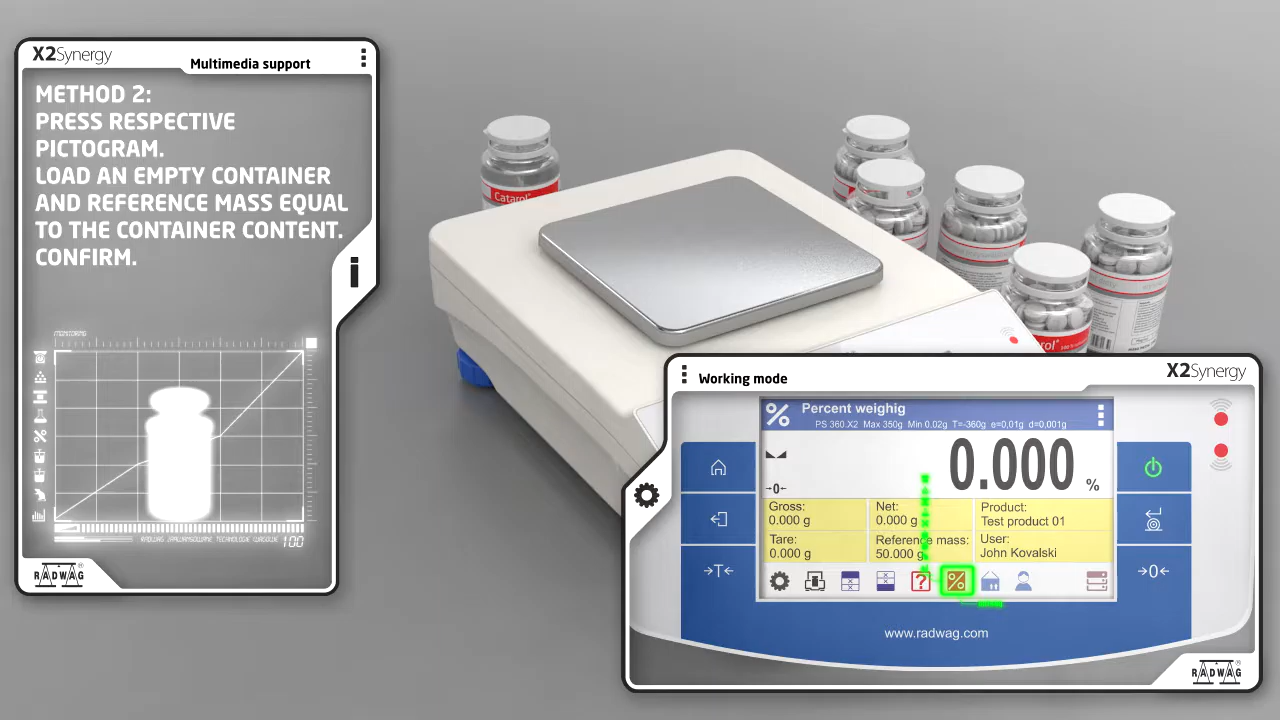 X2Synergy
Multimedia support
METHOD 2:
PRESS RESPECTIVE
PICTOGRAM.
LOAD AN EMPTY CONTAINER
AND REFERENCE MASS EQUAL
TO THE CONTAINER CONTENT.
CONFIRM.
i
100
RADWAG
Catarol
Working mode
X2Synergy
% Percent weighig
PS 360.X2 Max 350g Min 0.02g T=-360g e=0,01g d=0,001g
0.000 %
→0←
Gross:
0.000 g
Net:
0.000 g
Product:
Test product 01
Tare:
0.000 g
Reference mass:
50.000 g
User:
John Kovalski
→T←
→0←
www.radwag.com
RADWAG